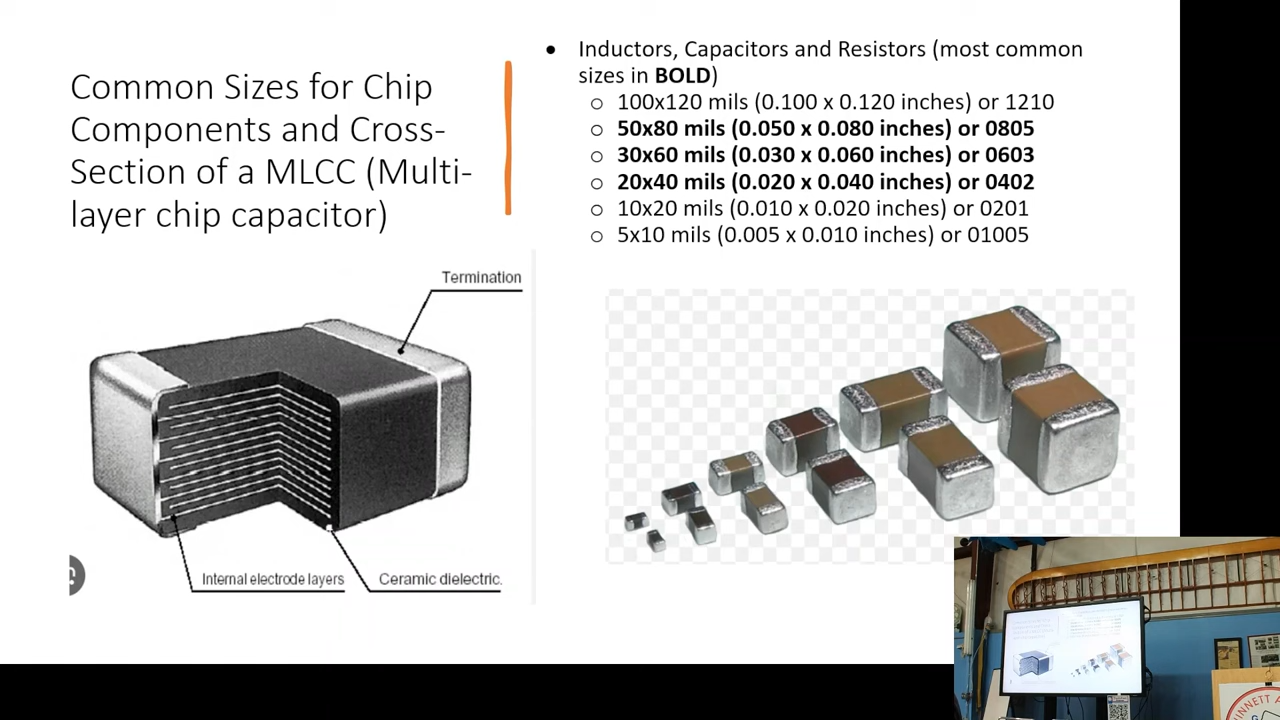 Common Sizes for Chip
Components and Cross-
Section of a MLCC (Multi-
layer chip capacitor)
• Inductors, Capacitors and Resistors (most common
sizes in BOLD)
o 100x120 mils (0.100 x 0.120 inches) or 1210
o 50x80 mils (0.050 x 0.080 inches) or 0805
o 30x60 mils (0.030 x 0.060 inches) or 0603
o 20x40 mils (0.020 x 0.040 inches) or 0402
o 10x20 mils (0.010 x 0.020 inches) or 0201
o 5x10 mils (0.005 x 0.010 inches) or 01005
Termination
Internal electrode layers
Ceramic dielectric.